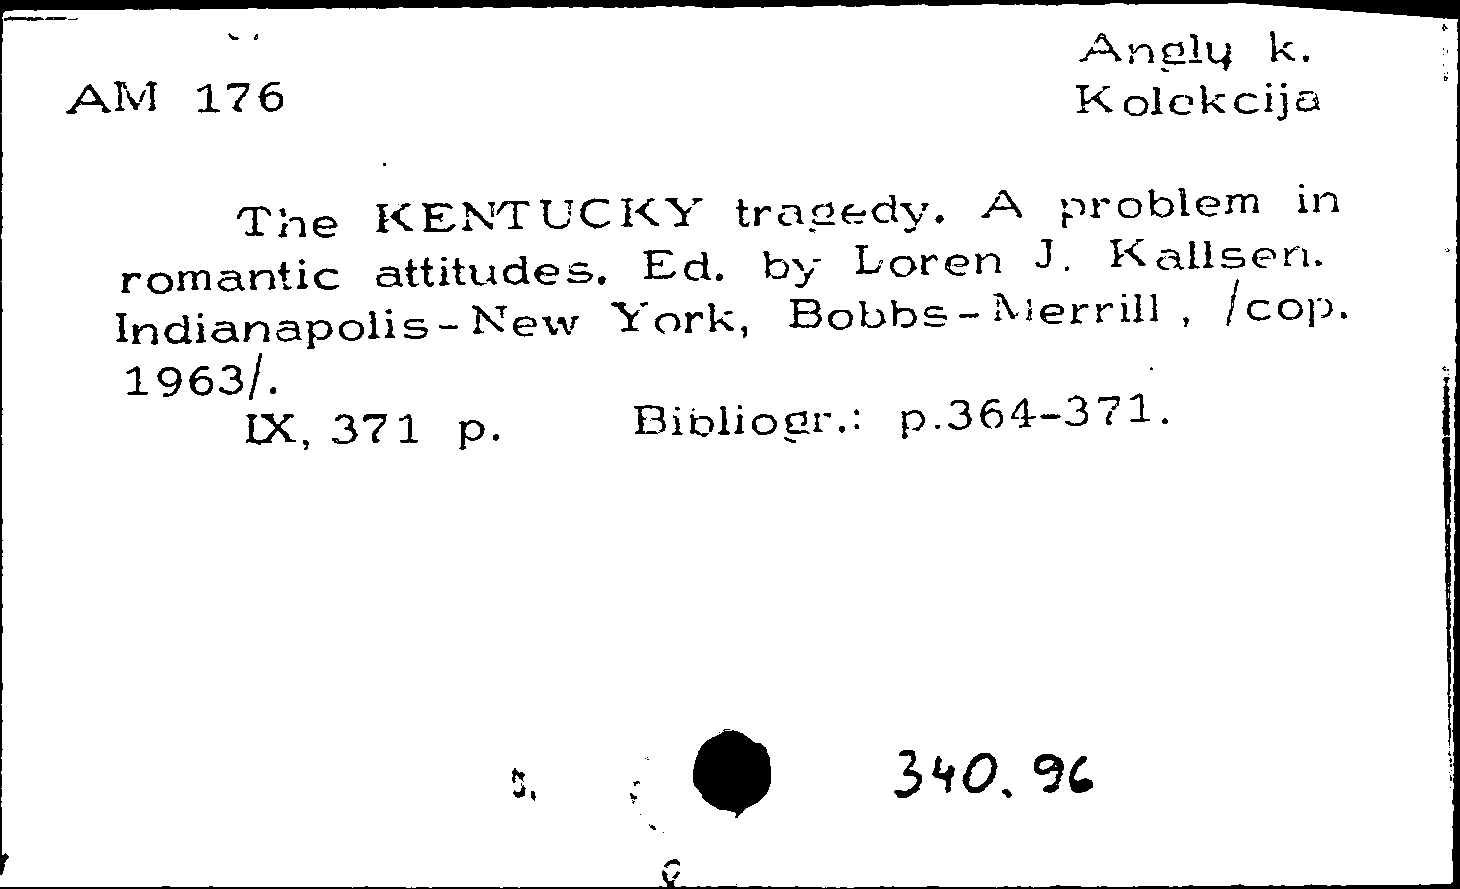 Anglų k.
AM 176
Kolekcija
The KENTUCKY tragedy. A problem in
romantic attitudes. Ed. by Loren J. Kallsen.
Indianapolis-New York, Bobbs-Merrill, /cop.
1963/.
IX, 371 p. Bibliogr.: p.364-371.
340.96